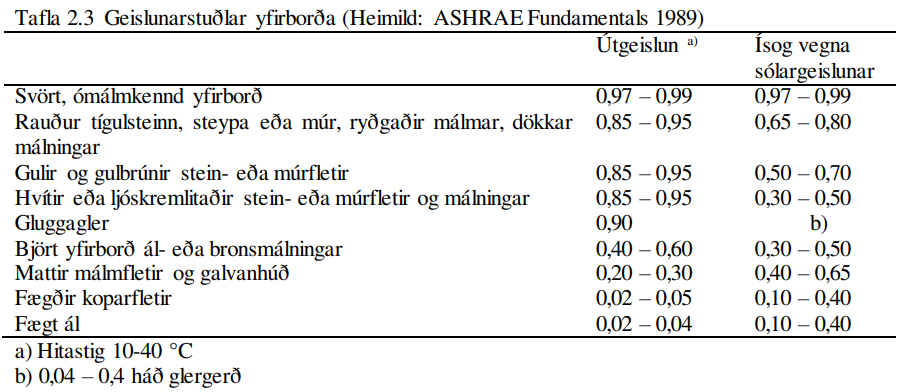 Tafla 2.3 Geislunarstuðlar yfirborða (Heimild: ASHRAE Fundamentals 1989)
Útgeislun a) Ísog vegna
sólargeislunar
Svört, ómálmkennd yfirborð 0,97 – 0,99 0,97 – 0,99
Rauður tígulsteinn, steypa eða múr, ryðgaðir málmar, dökkar 0,85 – 0,95 0,65 – 0,80
málningar
Gulir og gulbrúnir stein- eða múrfletir 0,85 – 0,95 0,50 – 0,70
Hvítir eða ljóskremlitaðir stein- eða múrfletir og málningar 0,85 – 0,95 0,30 – 0,50
Gluggagler 0,90 b)
Björt yfirborð ál- eða bronsmálningar 0,40 – 0,60 0,30 – 0,50
Mattir málmfletir og galvanhúð 0,20 – 0,30 0,40 – 0,65
Fægðir koparfletir 0,02 – 0,05 0,10 – 0,40
Fægt ál 0,02 – 0,04 0,10 – 0,40
a) Hitastig 10-40 °C
b) 0,04 – 0,4 háð glergerð